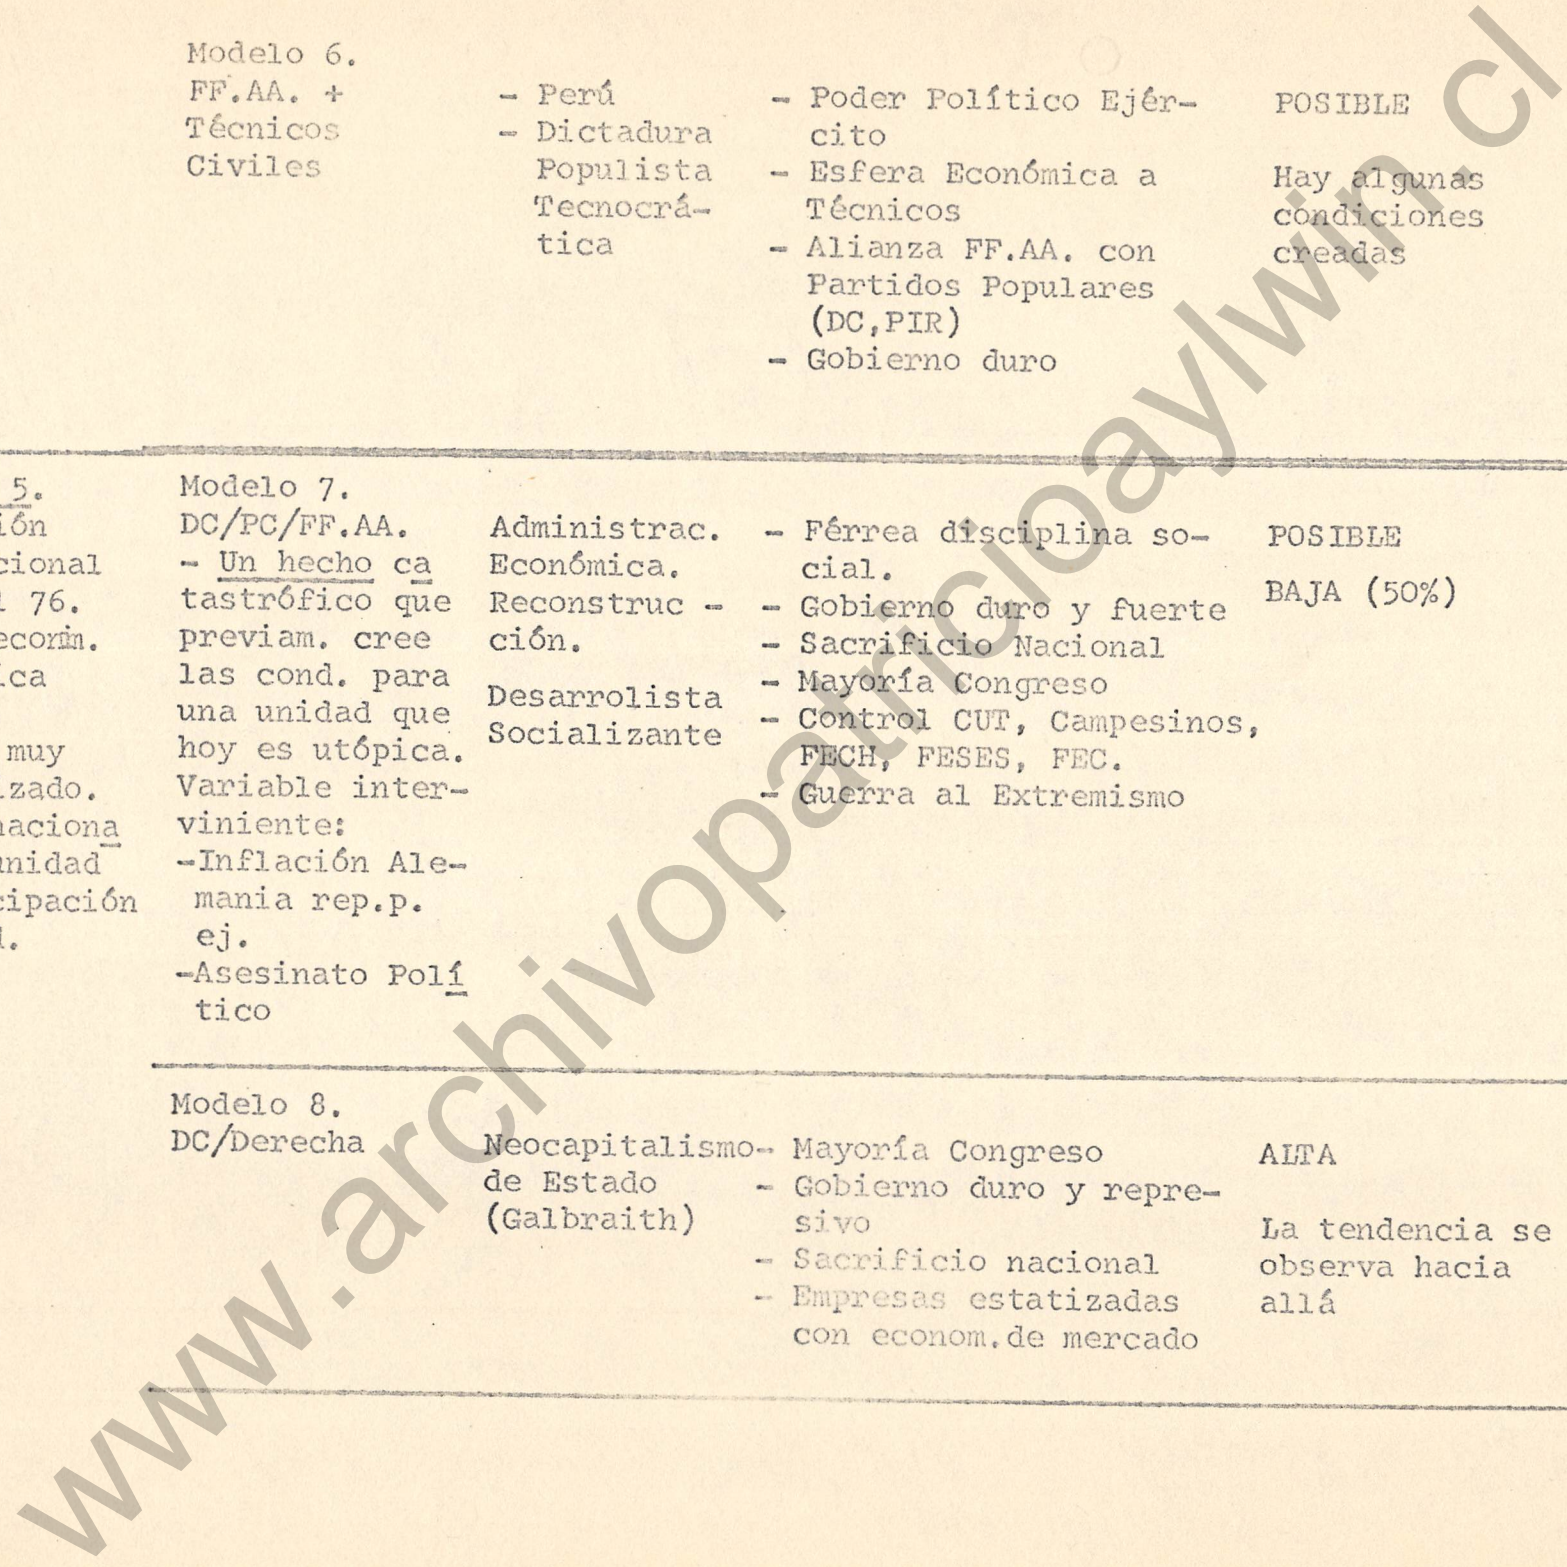 Modelo 6.
FF.AA. +
Técnicos
Civiles
- Perú
- Dictadura
Populista
Tecnocrá-
tica
- Poder Político Ejér-
cito
- Esfera Económica a
Técnicos
- Alianza FF.AA. con
Partidos Populares
(DC,PIR)
- Gobierno duro
POSIBLE
Hay algunas
condiciones
creadas
5.
ión
cional
76.
ica
muy
izado.
naciona
unidad
cipación
Modelo 7.
DC/PC/FF.AA.
- Un hecho ca
tastrófico que
previam. cree
las cond. para
una unidad que
hoy es utópica.
Variable inter-
viniente:
-Inflación Ale-
mania rep.p.
ej.
-Asesinato Polí
tico
Administrac.
Económica.
Reconstruc -
ción.
Desarrolista
Socializante
- Férrea disciplina so-
cial.
- Gobierno duro y fuerte
- Sacrificio Nacional
- Mayoría Congreso
- Control CUT, Campesinos,
FECH, FESES, FEC.
- Guerra al Extremismo
POSIBLE
BAJA (50%)
Modelo 8.
DC/Derecha
Neocapitalismo
de Estado
(Galbraith)
- Mayoría Congreso
- Gobierno duro y repre-
sivo
- Sacrificio nacional
- Empresas estatizadas
con econom.de mercado
ALTA
La tendencia se
observa hacia
allá
www.archivopatricioaylwin.cl